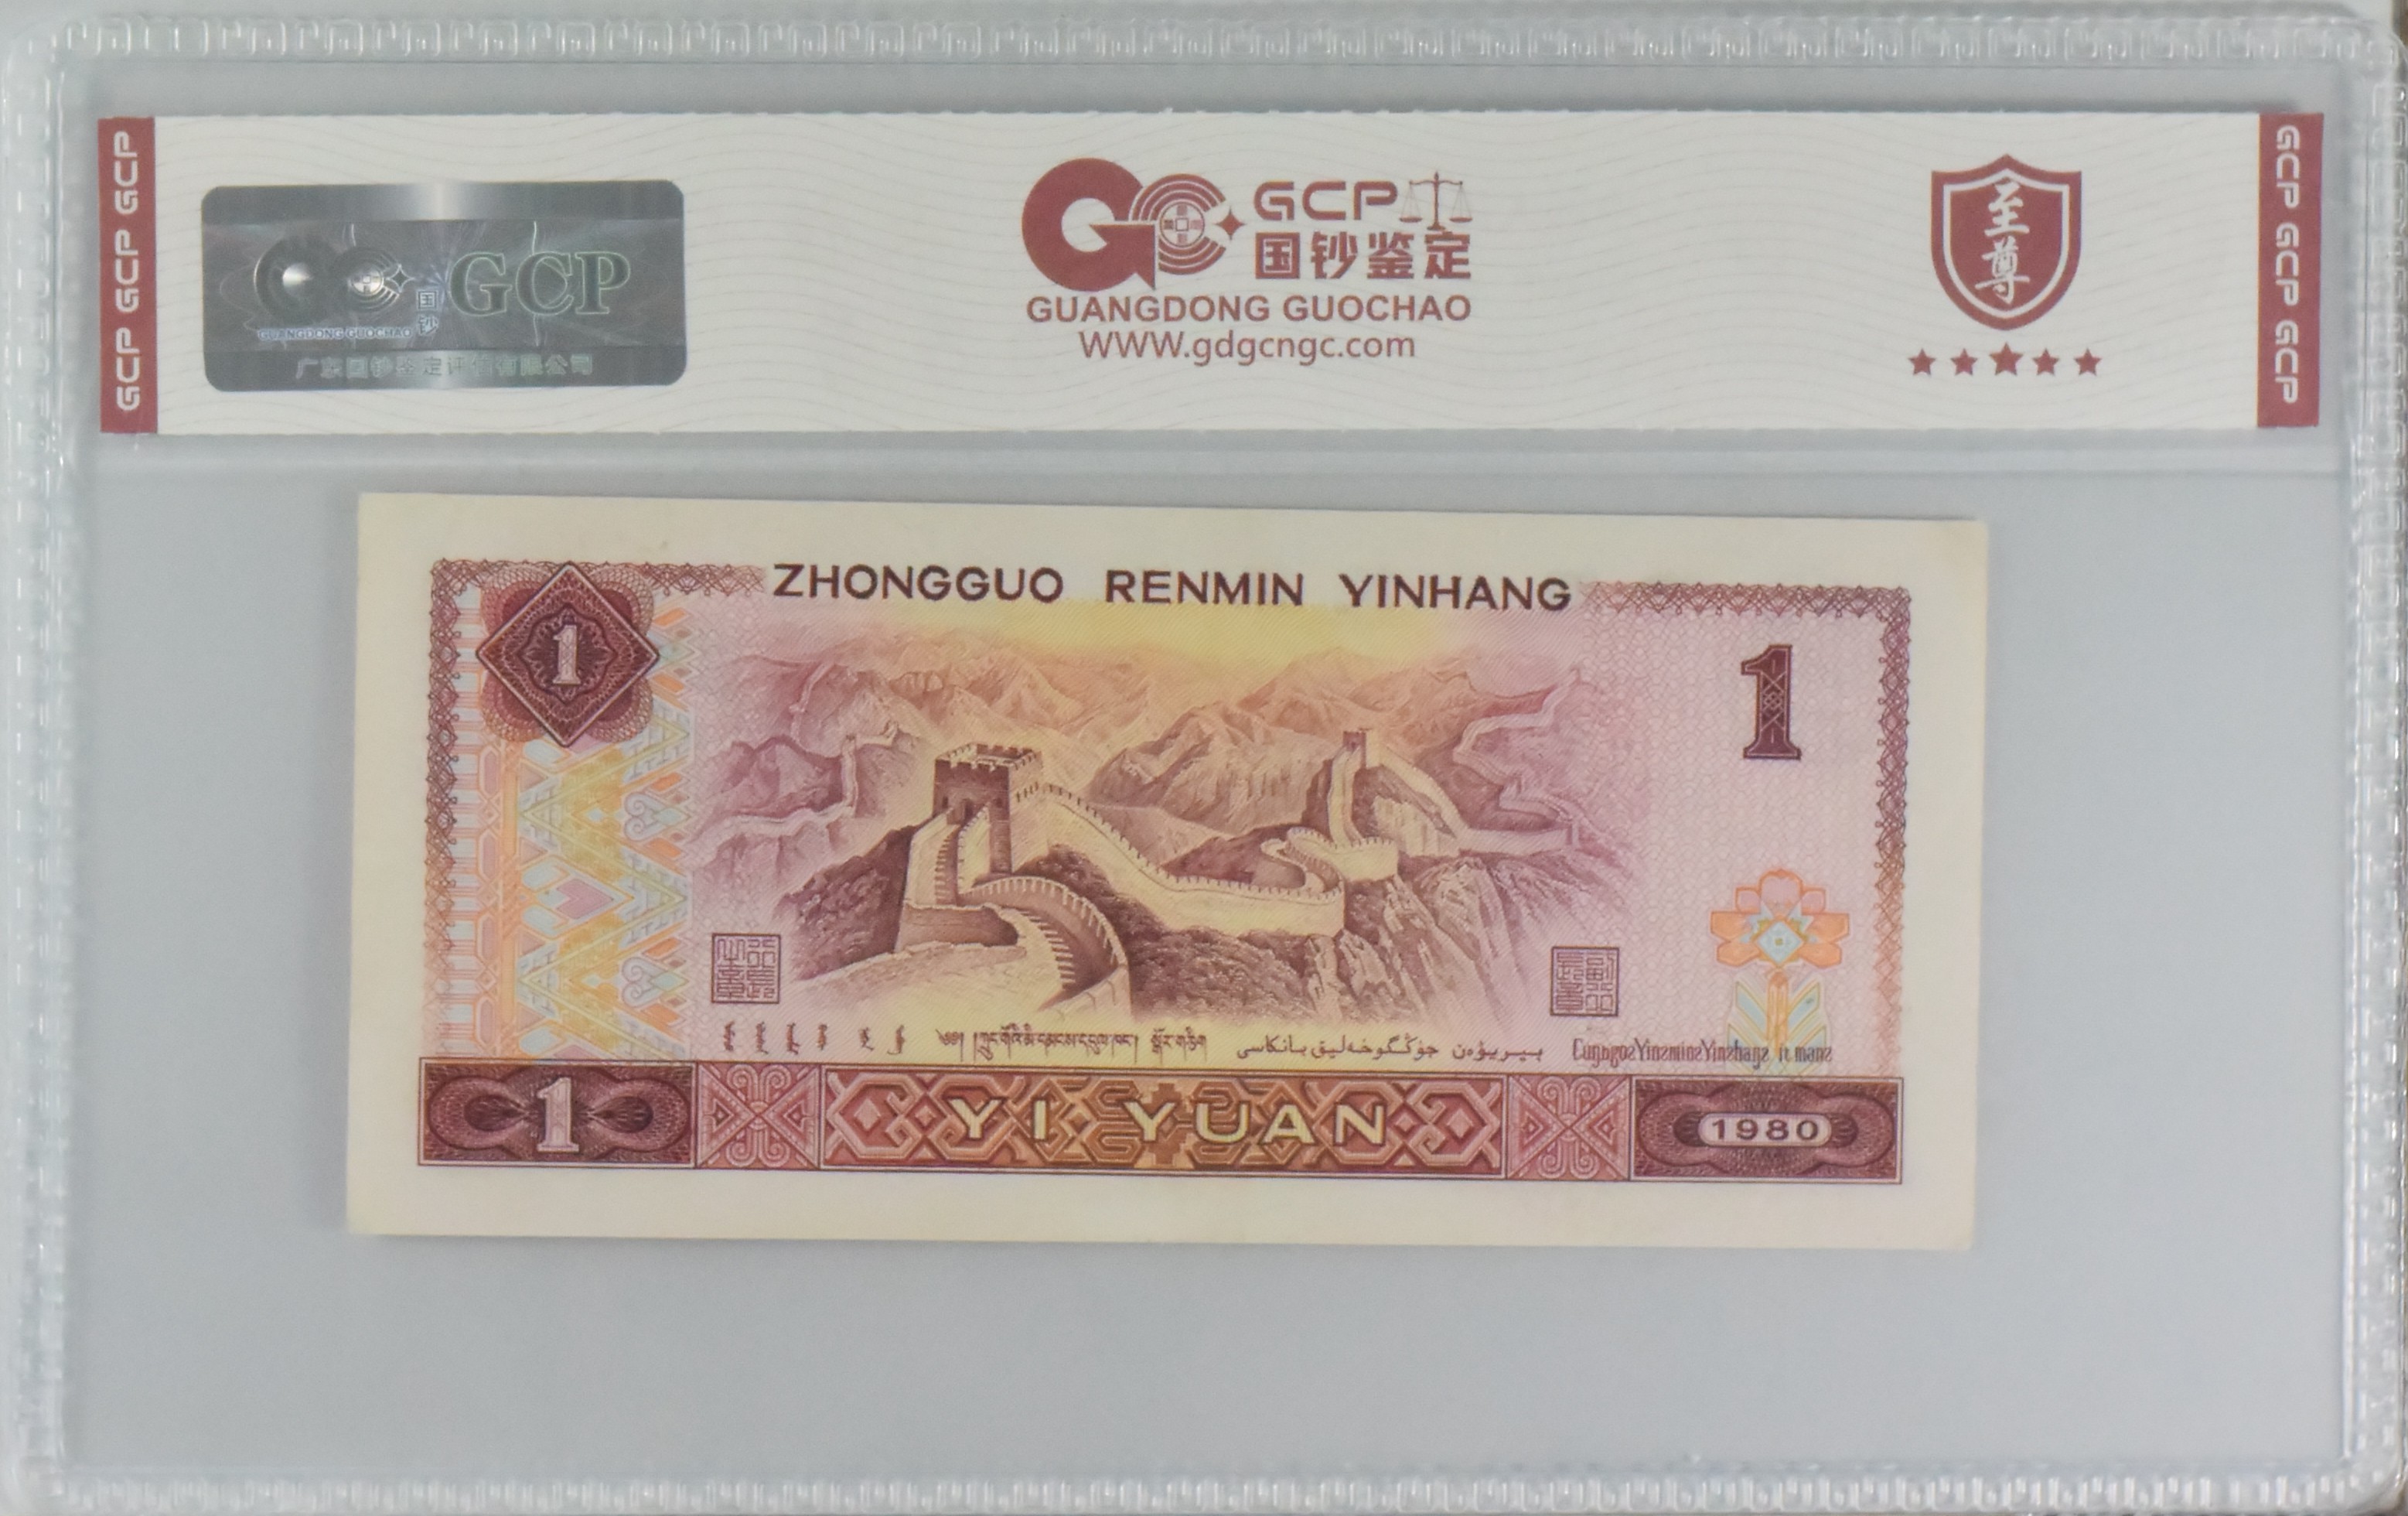 GCP GCP GCP
国钞
GCP
GUANGDONG GUOCHAO
广东国钞鉴定评估有限公司
GCP
国钞鉴定
GUANGDONG GUOCHAO
WWW.gdgcngc.com
至尊
GCP GCP GCP
ZHONGGUO RENMIN YINHANG
1
1
1
YI YUAN
1980